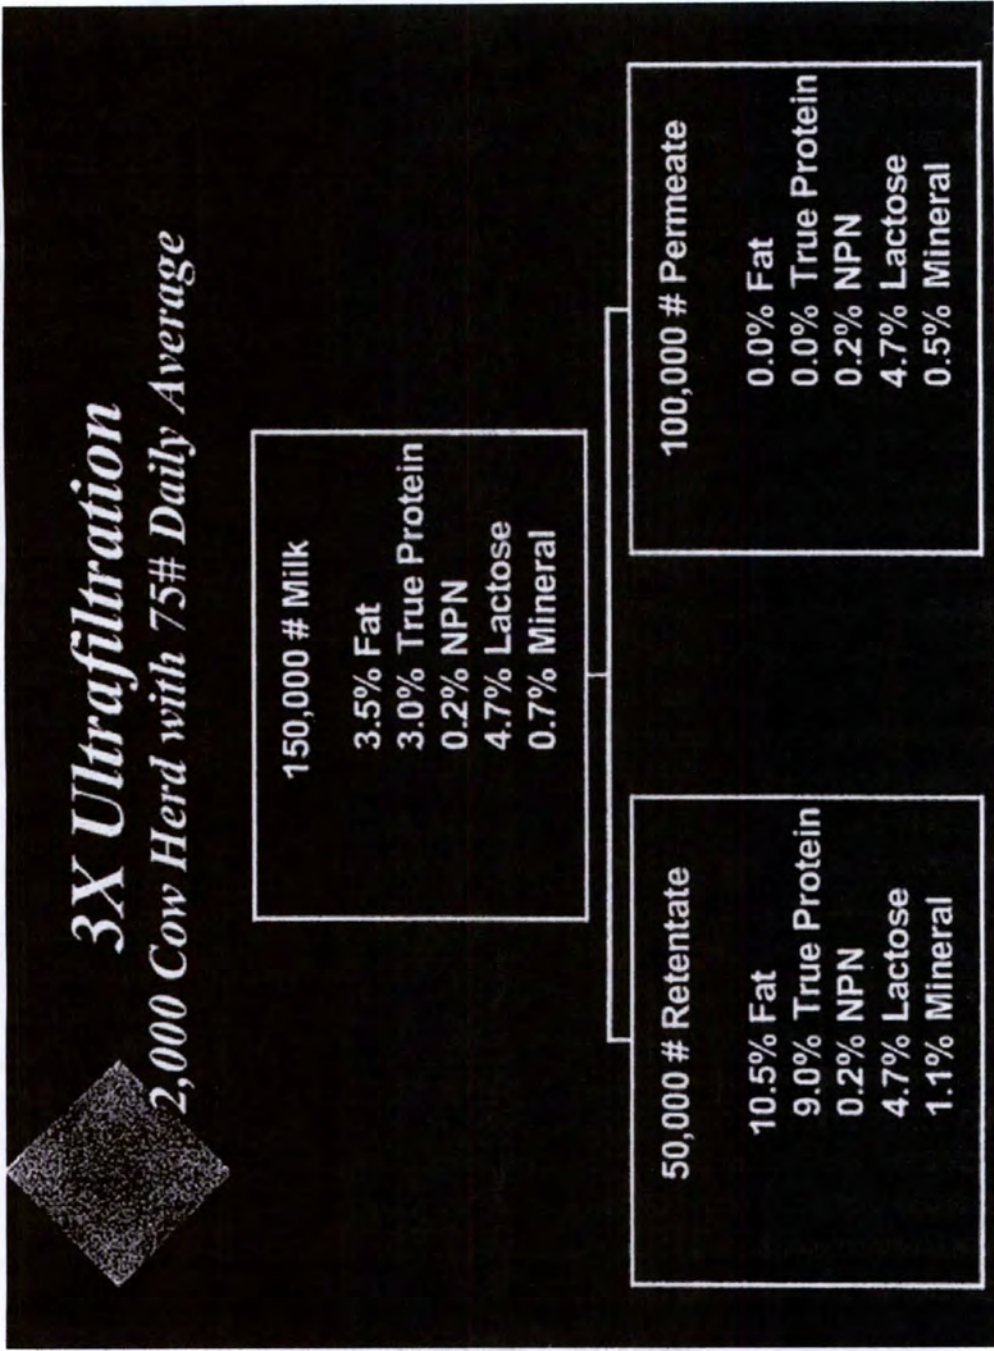 3X Ultrafiltration
2,000 Cow Herd with 75# Daily Average
150,000 # Milk
3.5% Fat
3.0% True Protein
0.2% NPN
4.7% Lactose
0.7% Mineral
50,000 # Retentate
10.5% Fat
9.0% True Protein
0.2% NPN
4.7% Lactose
1.1% Mineral
100,000 # Permeate
0.0% Fat
0.0% True Protein
0.2% NPN
4.7% Lactose
0.5% Mineral